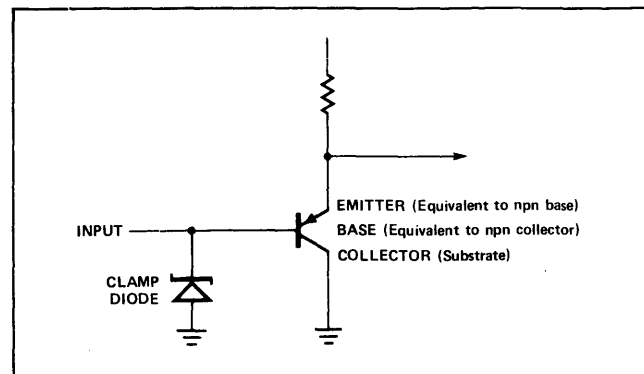 EMITTER (Equivalent to npn base)
INPUT
BASE (Equivalent to npn collector)
COLLECTOR (Substrate)
CLAMP
DIODE